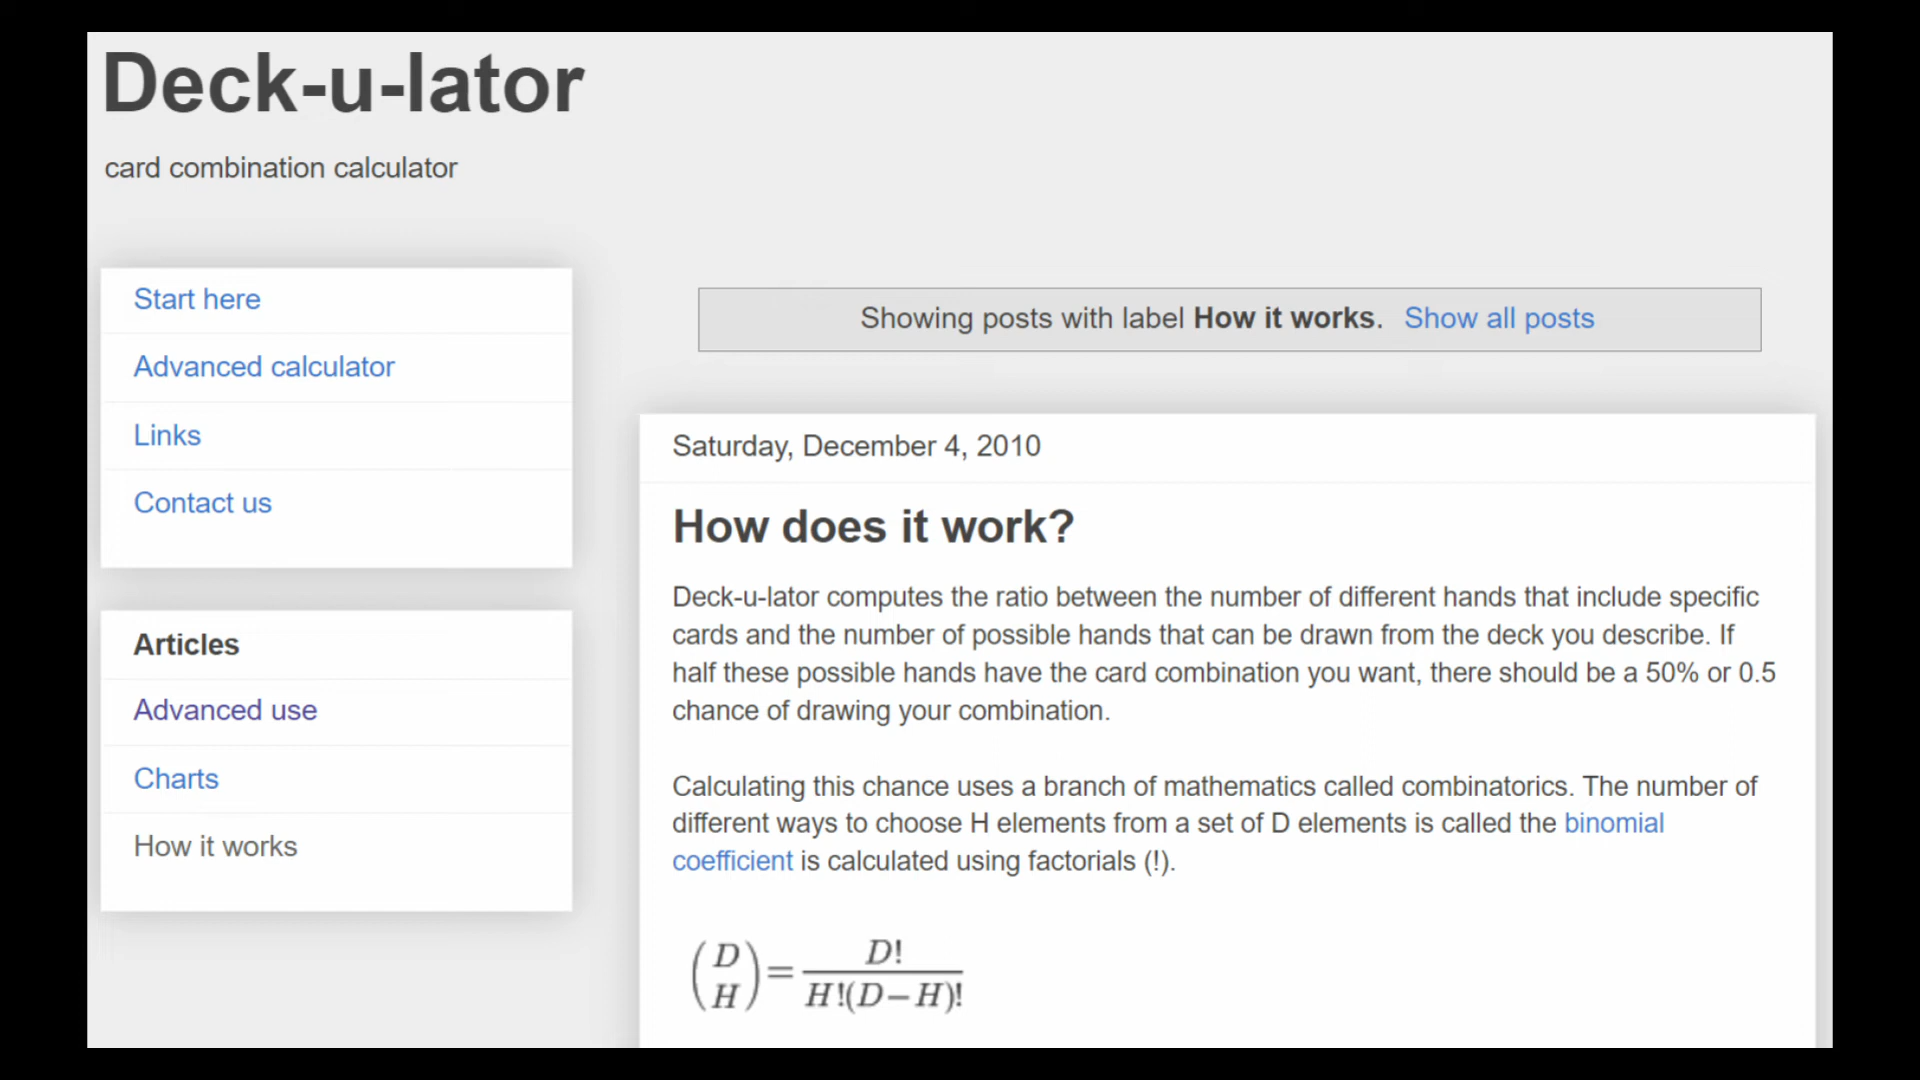 Deck-u-lator
card combination calculator
Start here
Advanced calculator
Links
Contact us
Articles
Advanced use
Charts
How it works
Showing posts with label How it works. Show all posts
Saturday, December 4, 2010
How does it work?
Deck-u-lator computes the ratio between the number of different hands that include specific
cards and the number of possible hands that can be drawn from the deck you describe. If
half these possible hands have the card combination you want, there should be a 50% or 0.5
chance of drawing your combination.
Calculating this chance uses a branch of mathematics called combinatorics. The number of
different ways to choose H elements from a set of D elements is called the binomial
coefficient is calculated using factorials (!).
(D H) = D! / H!(D−H)!